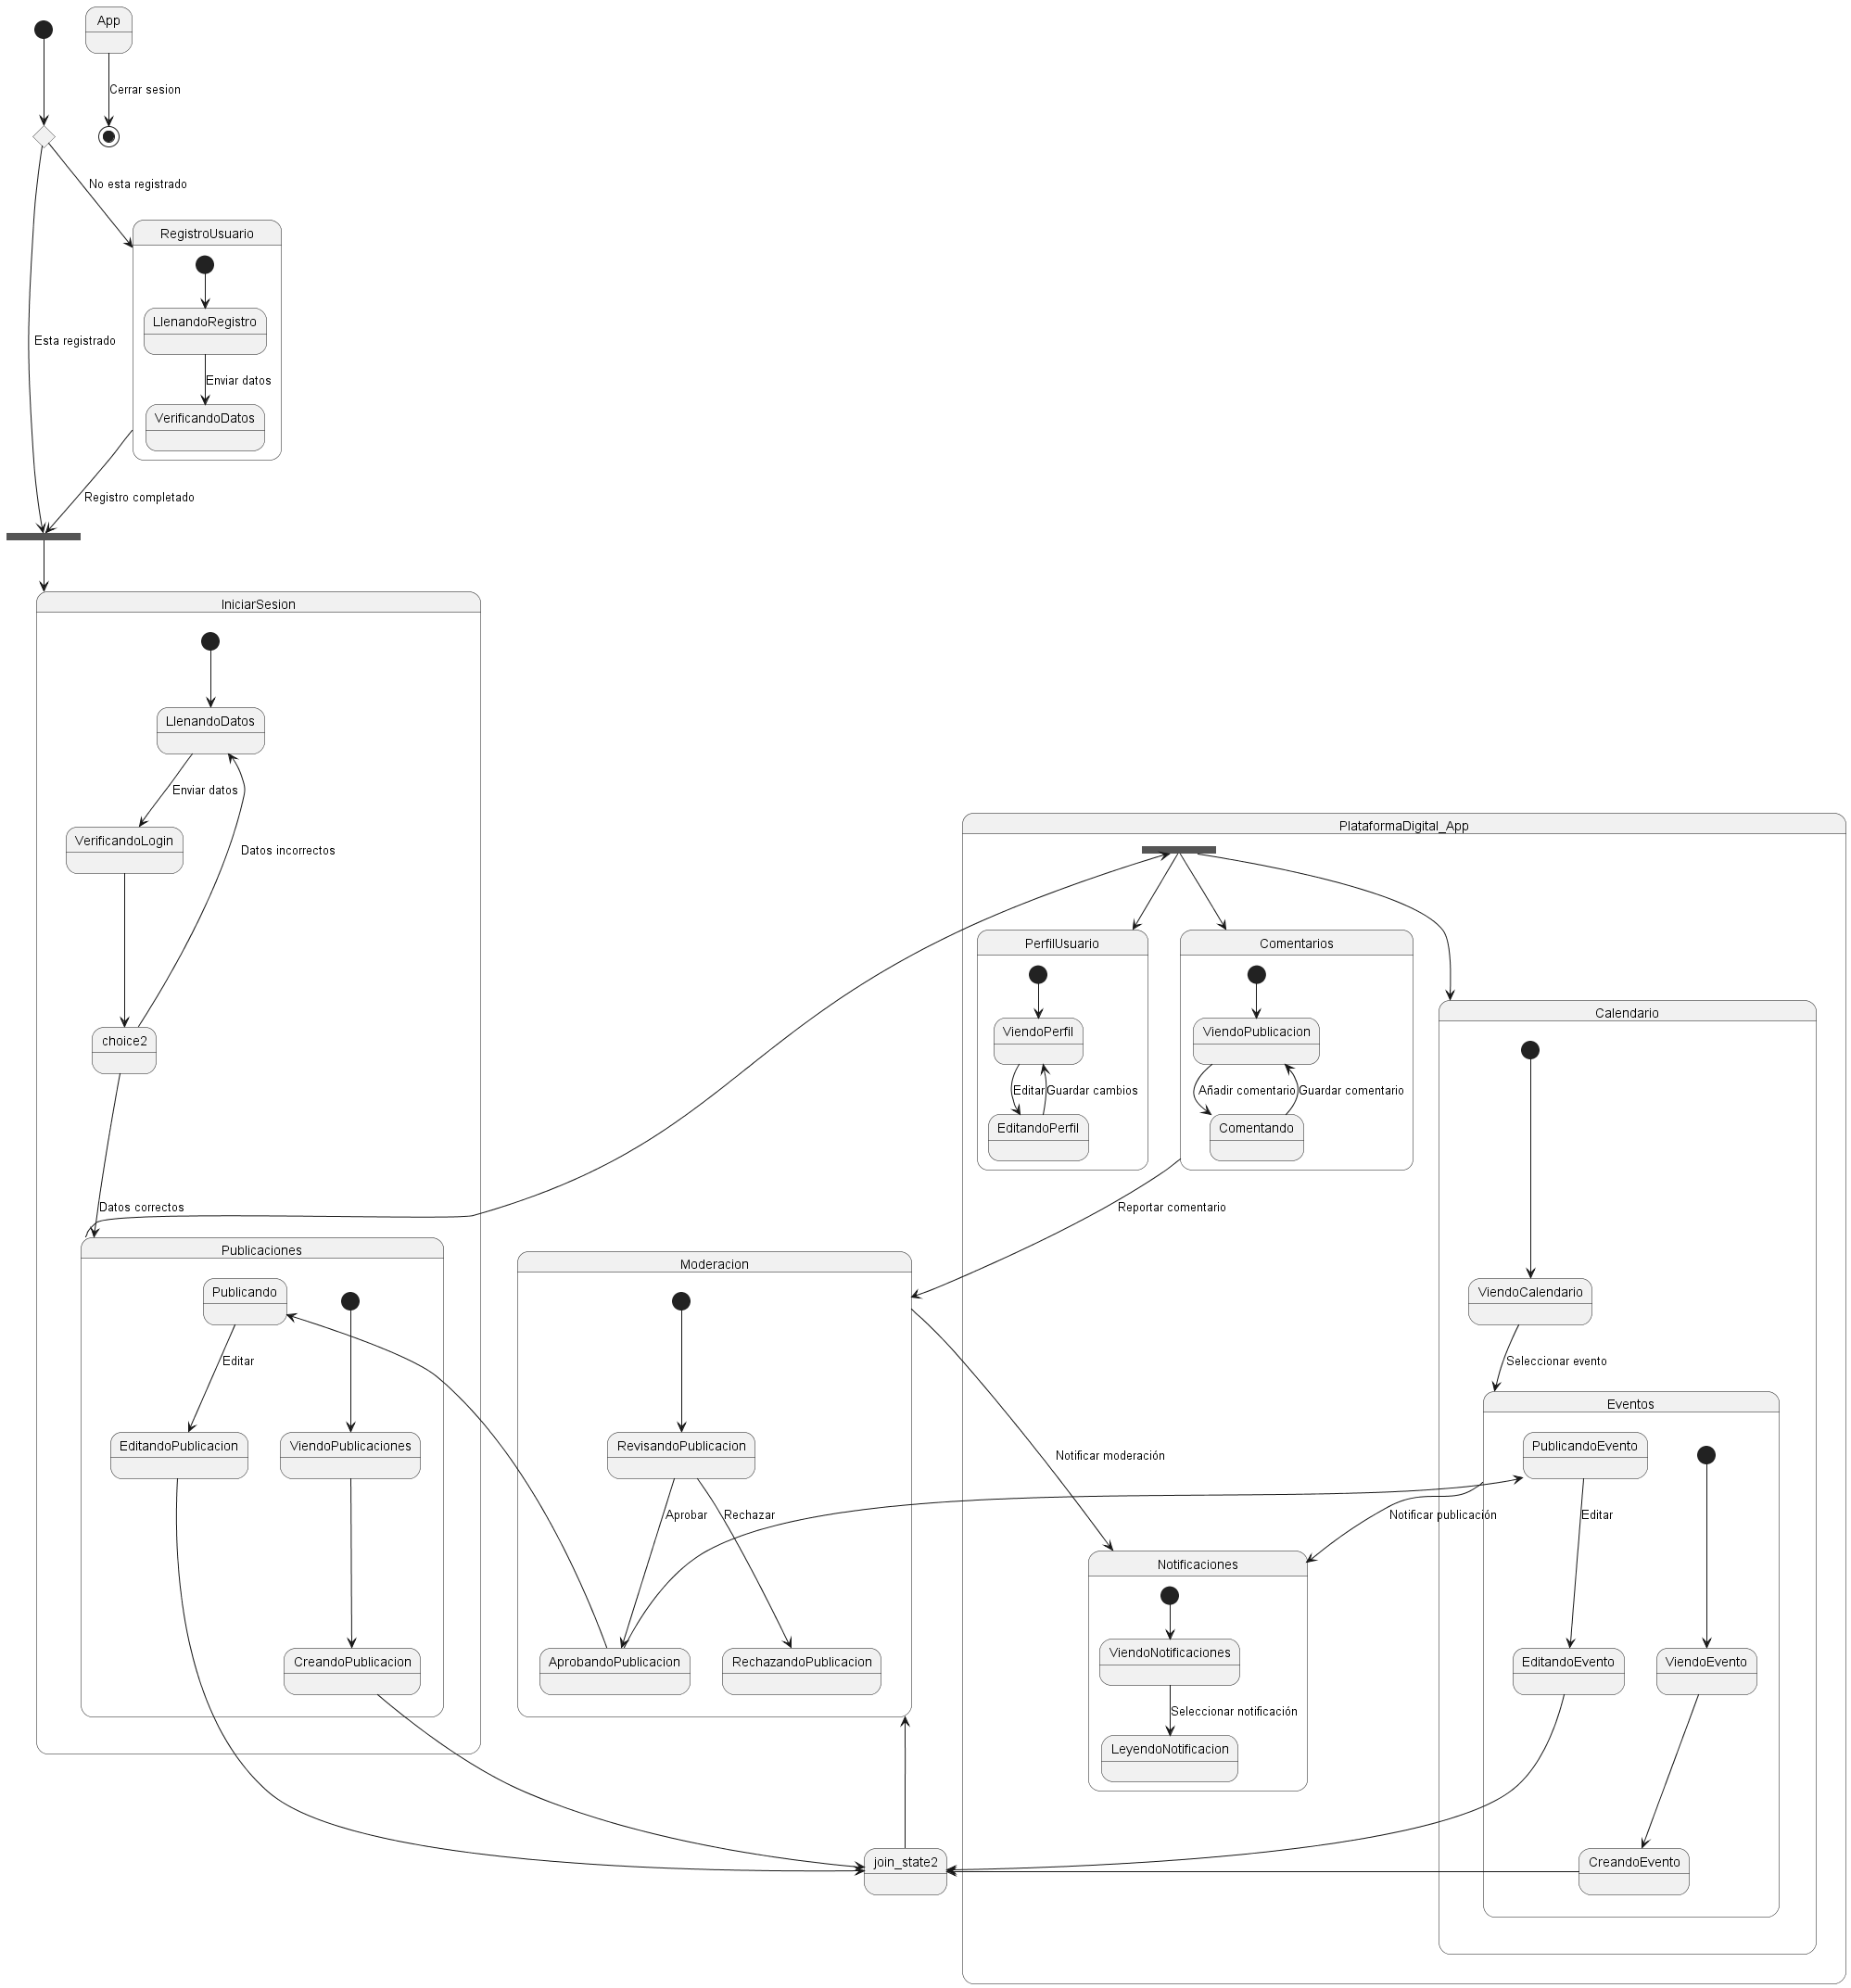 App
Cerrar sesion
No esta registrado
RegistroUsuario
LlenandoRegistro
Esta registrado
Enviar datos
VerificandoDatos
Registro completado
IniciarSesion
LlenandoDatos
Enviar datos
VerificandoLogin
Datos incorrectos
choice2
Datos correctos
Publicaciones
Publicando
Editar
EditandoPublicacion
ViendoPublicaciones
CreandoPublicacion
PlataformaDigital_App
PerfilUsuario
ViendoPerfil
Editar
Guardar cambios
EditandoPerfil
Comentarios
ViendoPublicacion
Añadir comentario
Guardar comentario
Comentando
Reportar comentario
Calendario
ViendoCalendario
Seleccionar evento
Eventos
PublicandoEvento
Editar
EditandoEvento
ViendoEvento
CreandoEvento
Moderacion
RevisandoPublicacion
Aprobar
Rechazar
AprobandoPublicacion
RechazandoPublicacion
Notificar moderación
Notificar publicación
Notificaciones
ViendoNotificaciones
Seleccionar notificación
LeyendoNotificacion
join_state2